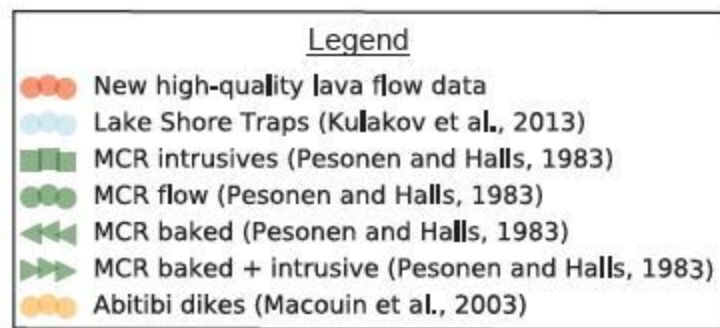 Legend
New high-quality lava flow data
Lake Shore Traps (Kulakov et al., 2013)
MCR intrusives (Pesonen and Halls, 1983)
MCR flow (Pesonen and Halls, 1983)
MCR baked (Pesonen and Halls, 1983)
MCR baked + intrusive (Pesonen and Halls, 1983)
Abitibi dikes (Macouin et al., 2003)